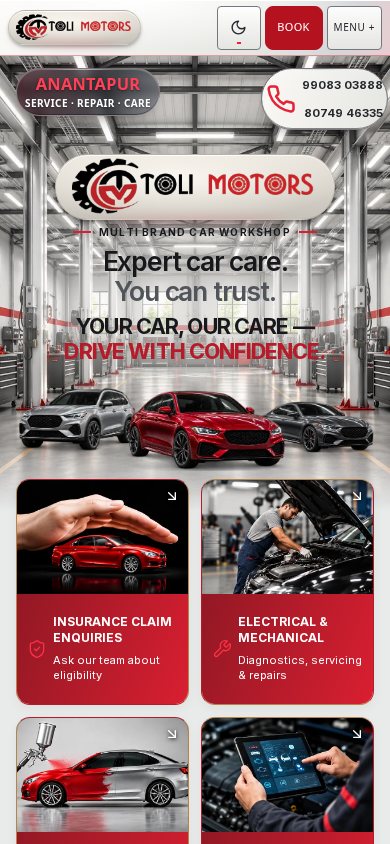 TOLI MOTORS
BOOK
MENU +
ANANTAPUR
SERVICE · REPAIR · CARE
99083 03888
80749 46335
TOLI MOTORS
MULTI BRAND CAR WORKSHOP
Expert car care.
You can trust.
YOUR CAR, OUR CARE —
DRIVE WITH CONFIDENCE.
INSURANCE CLAIM
ENQUIRIES
Ask our team about
eligibility
ELECTRICAL &
MECHANICAL
Diagnostics, servicing
& repairs